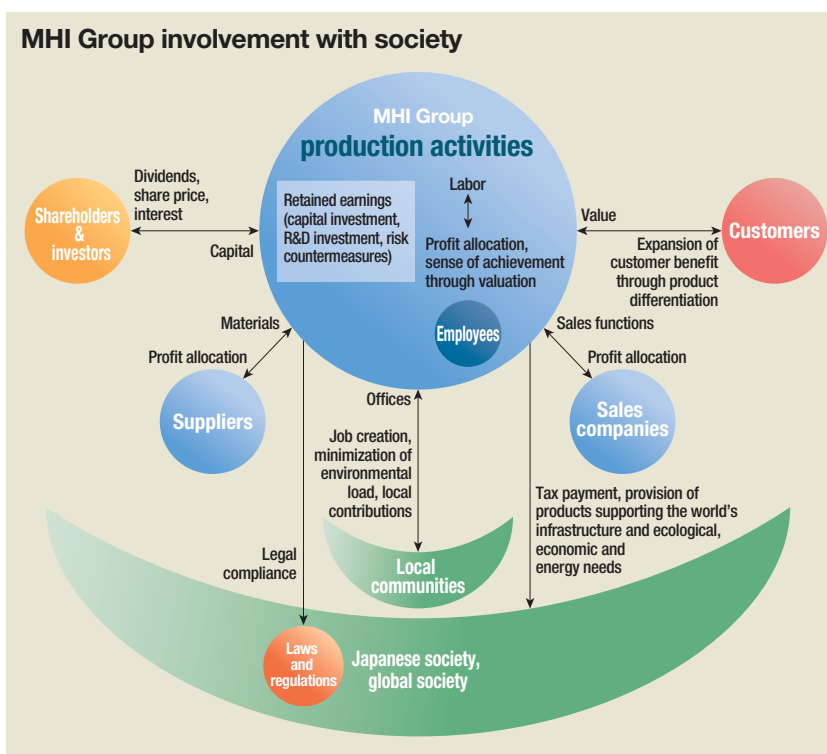 MHI Group involvement with society
MHI Group
production activities
Labor
Retained earnings
(capital investment,
R&D investment, risk
countermeasures)
Profit allocation,
sense of achievement
through valuation
Employees
Dividends,
share price,
interest
Shareholders
&
investors
Capital
Value
Customers
Expansion of
customer benefit
through product
differentiation
Materials
Profit allocation
Suppliers
Sales functions
Profit allocation
Sales
companies
Offices
Job creation,
minimization of
environmental
load, local
contributions
Local
communities
Tax payment, provision of
products supporting the world's
infrastructure and ecological,
economic and
energy needs
Legal
compliance
Laws
and
regulations
Japanese society,
global society